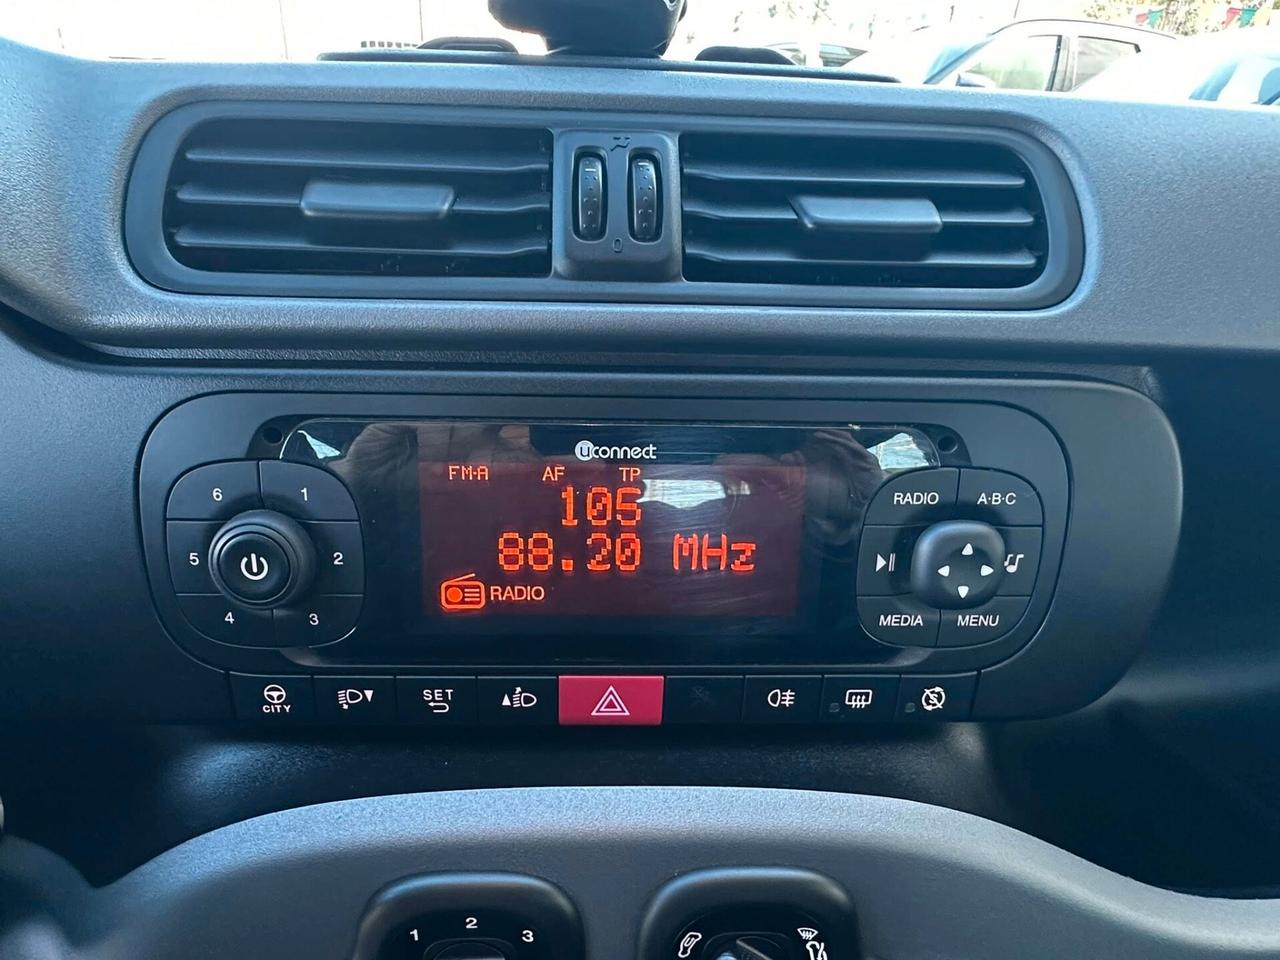 0
uconnect
FM-A AF TP
105
88.20 MHz
RADIO
6 1
5 2
4 3
RADIO A·B·C
MEDIA MENU
CITY
SET
1 2 3